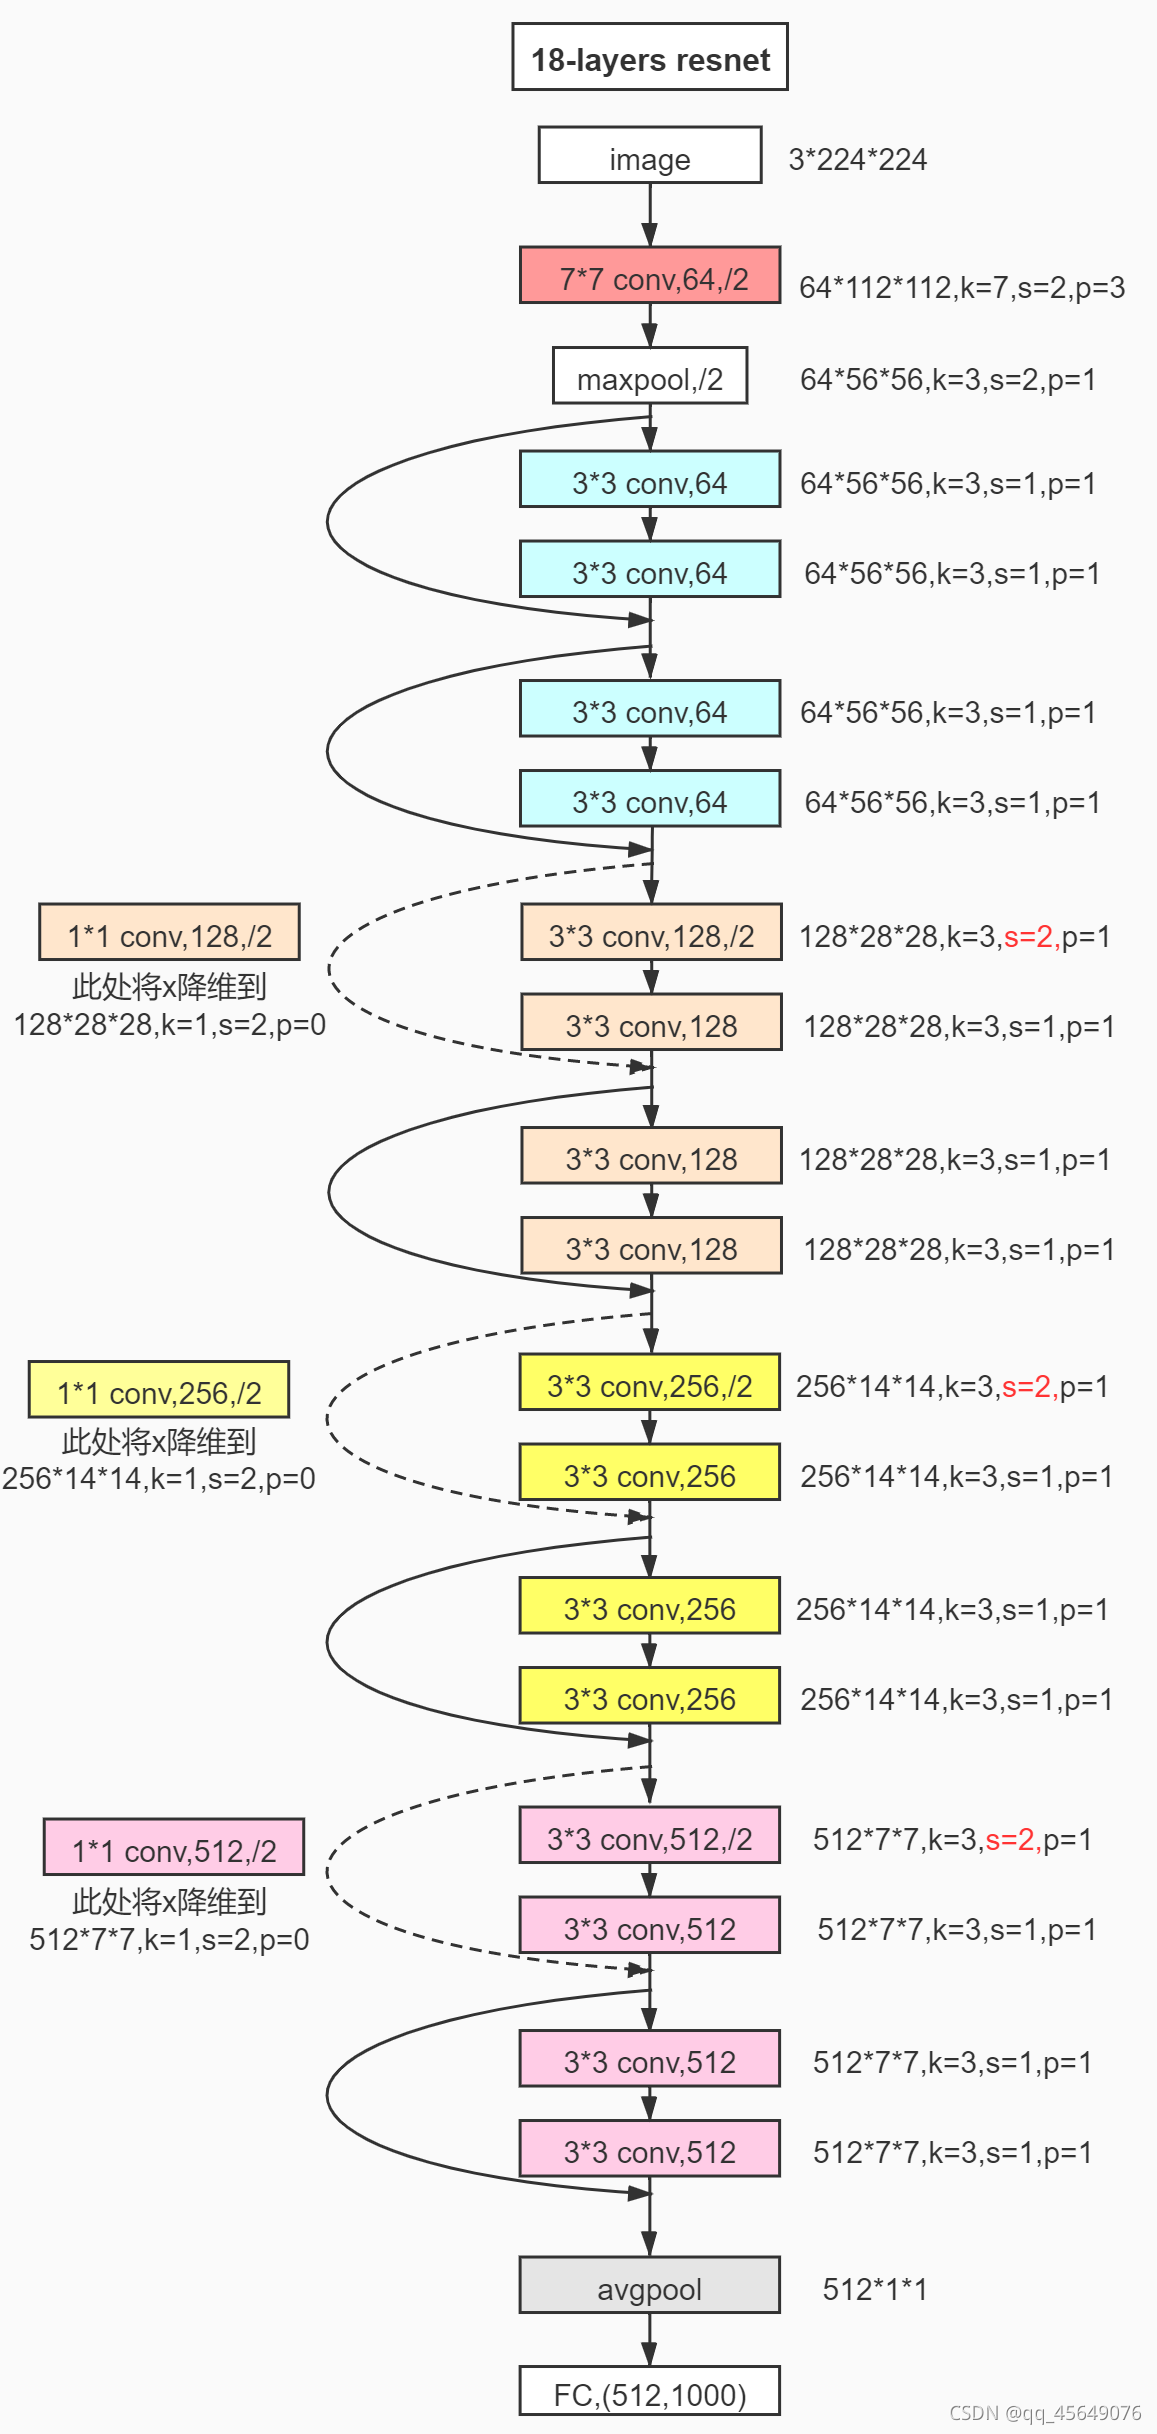 18-layers resnet
image
3*224*224
7*7 conv,64,/2
64*112*112,k=7,s=2,p=3
maxpool,/2
64*56*56,k=3,s=2,p=1
3*3 conv,64
64*56*56,k=3,s=1,p=1
3*3 conv,64
64*56*56,k=3,s=1,p=1
3*3 conv,64
64*56*56,k=3,s=1,p=1
3*3 conv,64
64*56*56,k=3,s=1,p=1
1*1 conv,128,/2
此处将x降维到
128*28*28,k=1,s=2,p=0
3*3 conv,128,/2
128*28*28,k=3,s=2,p=1
3*3 conv,128
128*28*28,k=3,s=1,p=1
3*3 conv,128
128*28*28,k=3,s=1,p=1
3*3 conv,128
128*28*28,k=3,s=1,p=1
1*1 conv,256,/2
此处将x降维到
256*14*14,k=1,s=2,p=0
3*3 conv,256,/2
256*14*14,k=3,s=2,p=1
3*3 conv,256
256*14*14,k=3,s=1,p=1
3*3 conv,256
256*14*14,k=3,s=1,p=1
3*3 conv,256
256*14*14,k=3,s=1,p=1
1*1 conv,512,/2
此处将x降维到
512*7*7,k=1,s=2,p=0
3*3 conv,512,/2
512*7*7,k=3,s=2,p=1
3*3 conv,512
512*7*7,k=3,s=1,p=1
3*3 conv,512
512*7*7,k=3,s=1,p=1
3*3 conv,512
512*7*7,k=3,s=1,p=1
avgpool
512*1*1
FC,(512,1000)
CSDN @qq_45649076